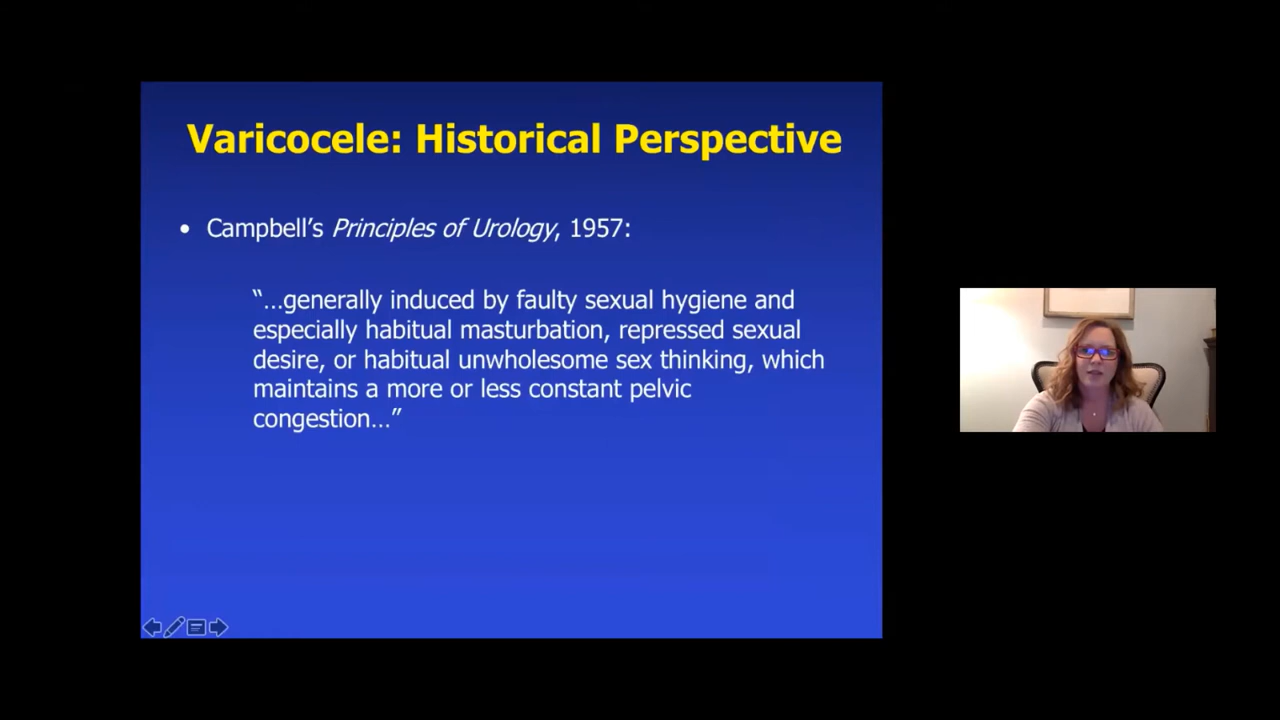 Varicocele: Historical Perspective
• Campbell’s Principles of Urology, 1957:
“…generally induced by faulty sexual hygiene and
especially habitual masturbation, repressed sexual
desire, or habitual unwholesome sex thinking, which
maintains a more or less constant pelvic
congestion…”